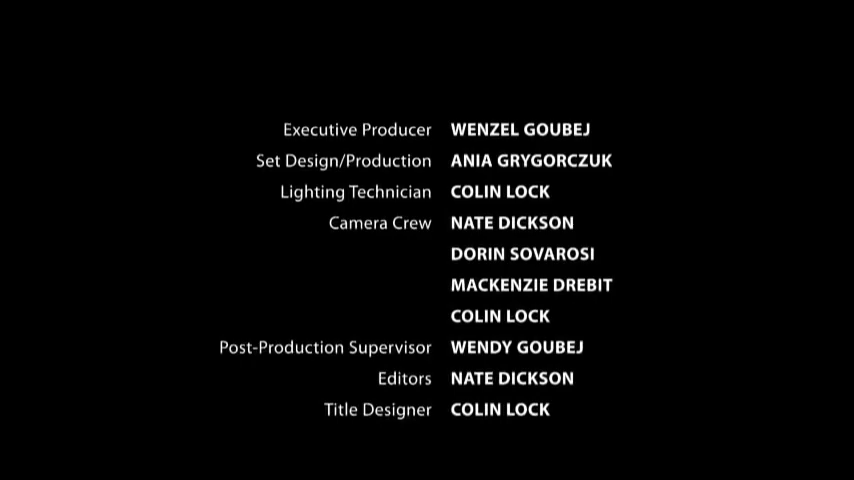 Executive Producer WENZEL GOUBEJ
Set Design/Production ANIA GRYGORCZUK
Lighting Technician COLIN LOCK
Camera Crew NATE DICKSON
DORIN SOVAROSI
MACKENZIE DREBIT
COLIN LOCK
Post-Production Supervisor WENDY GOUBEJ
Editors NATE DICKSON
Title Designer COLIN LOCK